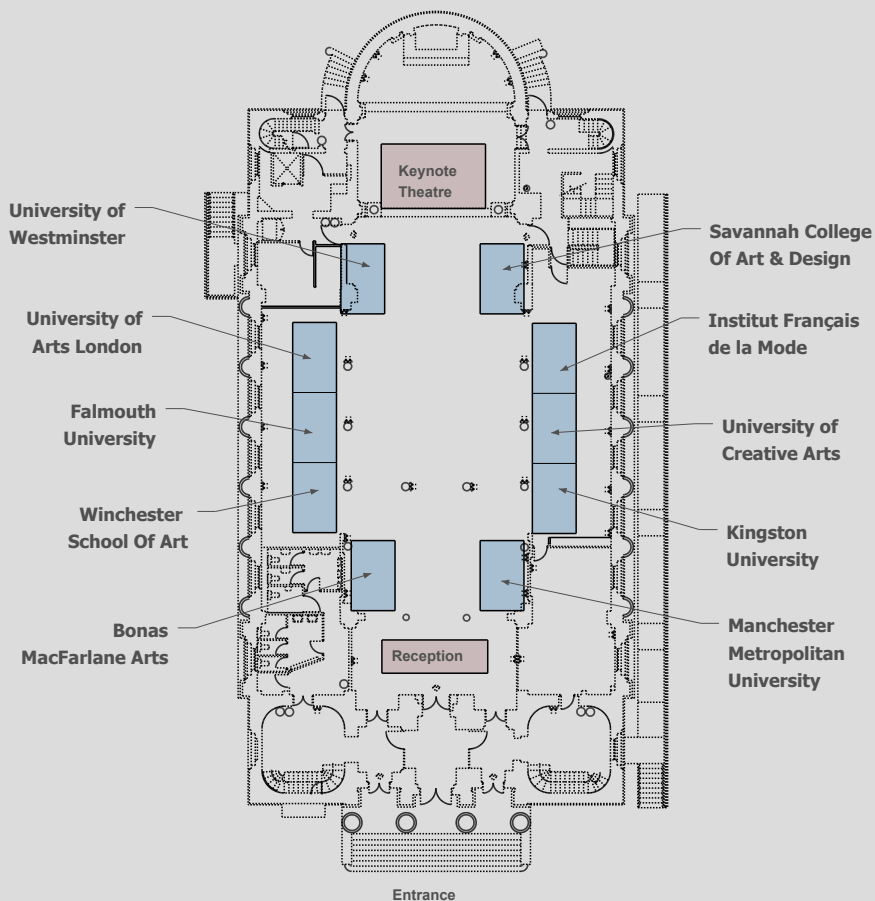 Keynote
Theatre
University of
Westminster
Savannah College
Of Art & Design
University of
Arts London
Institut Français
de la Mode
Falmouth
University
University of
Creative Arts
Winchester
School Of Art
Kingston
University
Bonas
MacFarlane Arts
Manchester
Metropolitan
University
Reception
Entrance